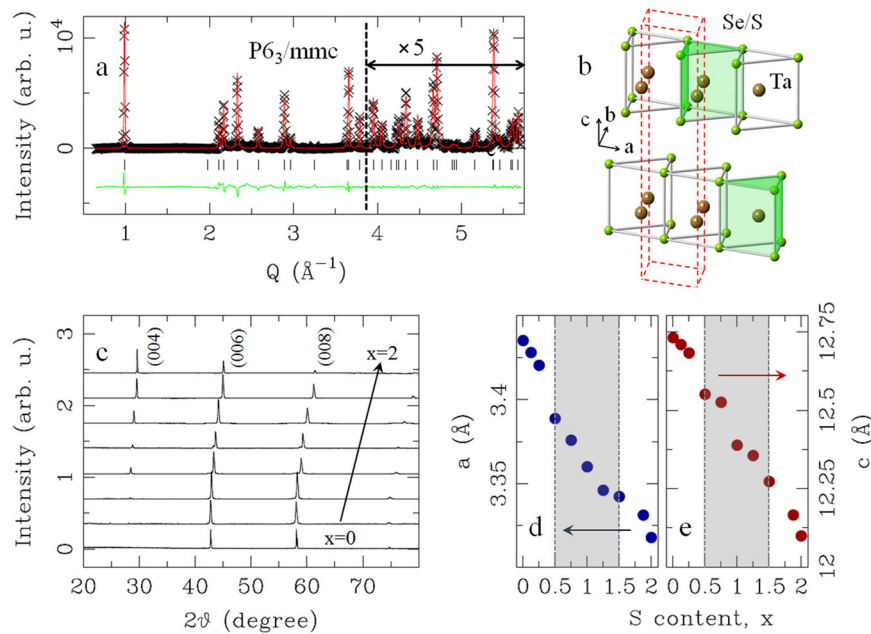 Intensity (arb. u.)
10⁴
0
a
P6₃/mmc
×5
1
2
3
4
5
Q (Å⁻¹)
b
Se/S
Ta
c
b
a
Intensity (arb. u.)
3
2
1
0
c
(004)
(006)
(008)
x=2
x=0
20
40
60
80
2ϑ (degree)
a (Å)
3.4
3.35
d
e
0
0.5
1
1.5
2
0
0.5
1
1.5
2
S content, x
12.75
12.5
12.25
12
c (Å)